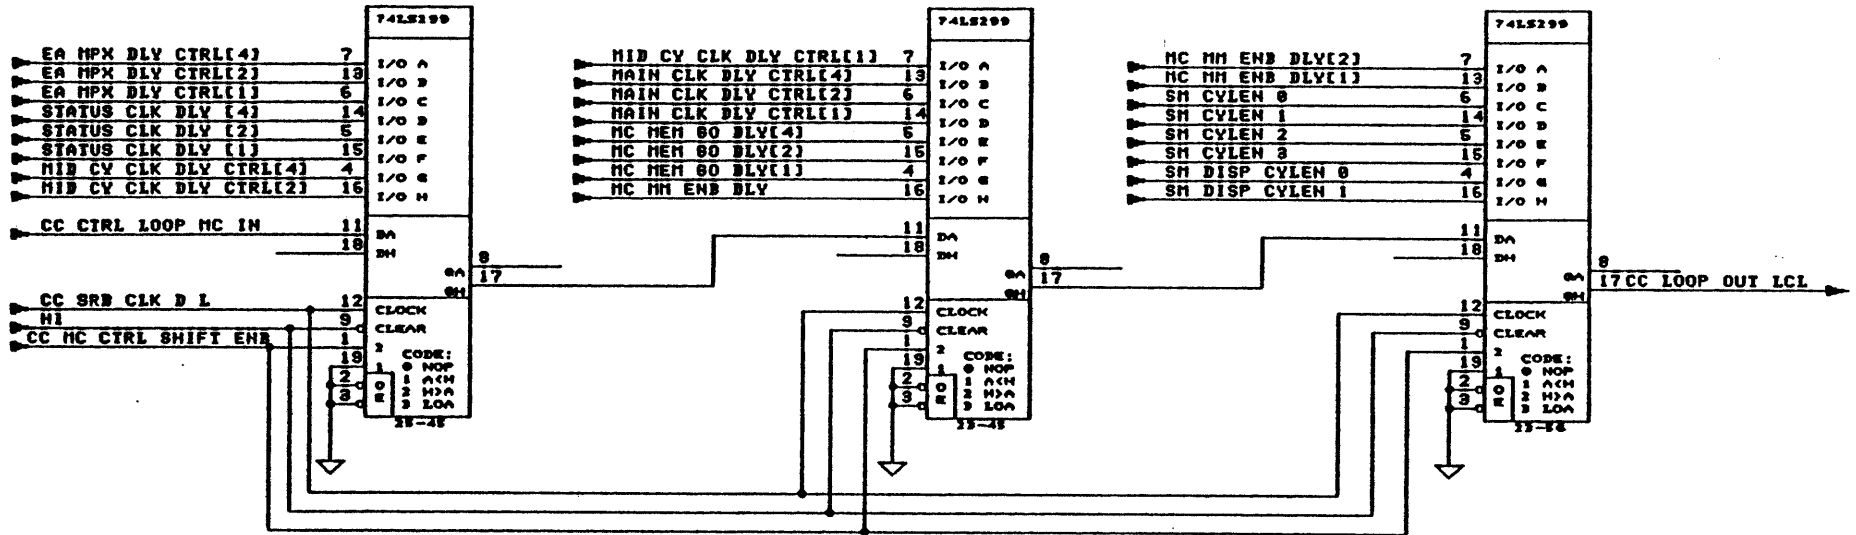 74LS299
EA MPX DLY CTRL[4] 7 I/O A
EA MPX DLY CTRL[2] 13 I/O B
EA MPX DLY CTRL[1] 6 I/O C
STATUS CLK DLY [4] 14 I/O D
STATUS CLK DLY [2] 5 I/O E
STATUS CLK DLY [1] 15 I/O F
MID CY CLK DLY CTRL[4] 4 I/O G
MID CY CLK DLY CTRL[2] 16 I/O H
CC CTRL LOOP MC IN 11 DA
18 DH
QA 8
QH 17
CC SRB CLK D L 12 CLOCK
H1 9 CLEAR
CC MC CTRL SHIFT ENB 1 2
19 1
2
3
OE
CODE:
0 NOP
1 A<H
2 H>A
3 LOA
74LS299
MID CY CLK DLY CTRL[1] 7 I/O A
MAIN CLK DLY CTRL[4] 13 I/O B
MAIN CLK DLY CTRL[2] 6 I/O C
MAIN CLK DLY CTRL[1] 14 I/O D
MC MEM GO DLY[4] 5 I/O E
MC MEM GO DLY[2] 15 I/O F
MC MEM GO DLY[1] 4 I/O G
MC MM ENB DLY 16 I/O H
11 DA
18 DH
QA 8
QH 17
12 CLOCK
9 CLEAR
1 2
19 1
2
3
OE
CODE:
0 NOP
1 A<H
2 H>A
3 LOA
23-45
74LS299
MC MM ENB DLY[2] 7 I/O A
MC MM ENB DLY[1] 13 I/O B
SM CYLEN 0 6 I/O C
SM CYLEN 1 14 I/O D
SM CYLEN 2 5 I/O E
SM CYLEN 3 15 I/O F
SM DISP CYLEN 0 4 I/O G
SM DISP CYLEN 1 16 I/O H
11 DA
18 DH
QA 8
QH 17 CC LOOP OUT LCL
12 CLOCK
9 CLEAR
1 2
19 1
2
3
OE
CODE:
0 NOP
1 A<H
2 H>A
3 LOA